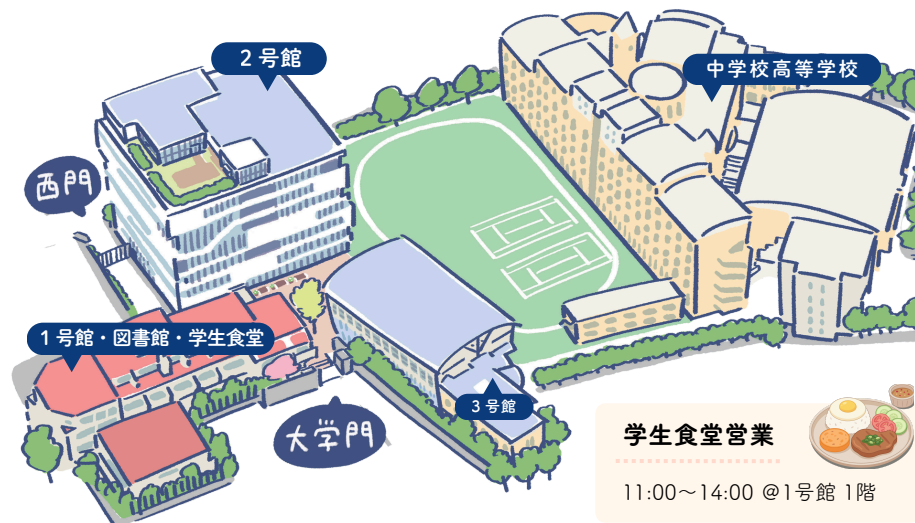 2号館
中学校高等学校
西門
1号館・図書館・学生食堂
3号館
大学門
学生食堂営業
11:00～14:00 @1号館 1階